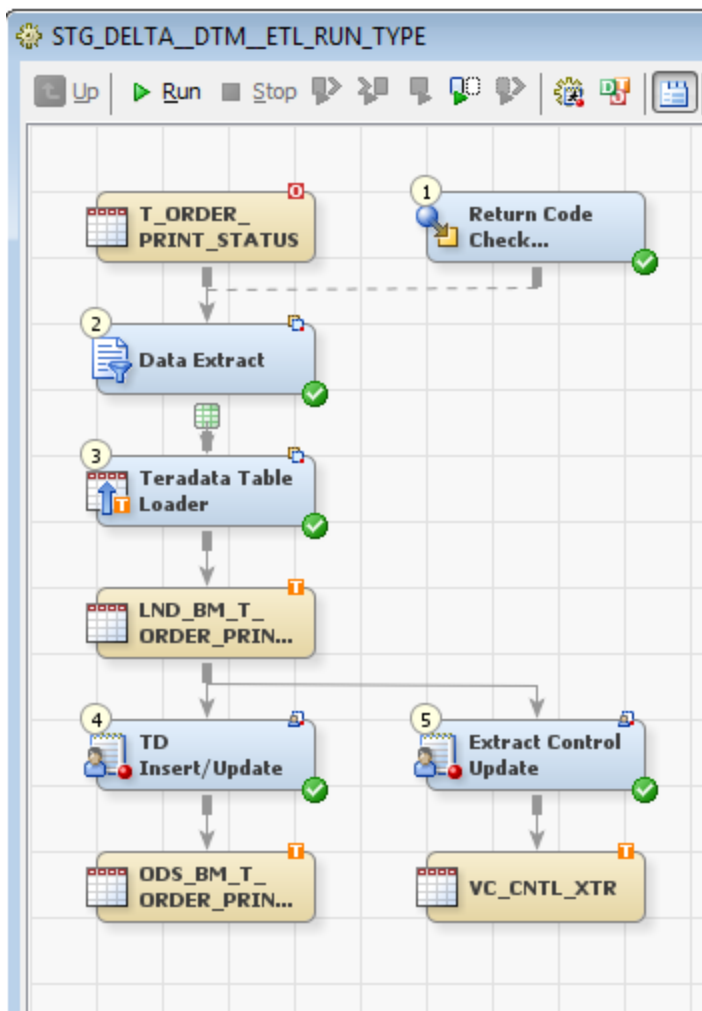 STG_DELTA__DTM__ETL_RUN_TYPE
Up Run Stop
T_ORDER_
PRINT_STATUS
1
Return Code
Check...
2
Data Extract
3
Teradata Table
Loader
T
T
LND_BM_T_
ORDER_PRIN...
4
TD
Insert/Update
5
Extract Control
Update
T
ODS_BM_T_
ORDER_PRIN...
T
VC_CNTL_XTR